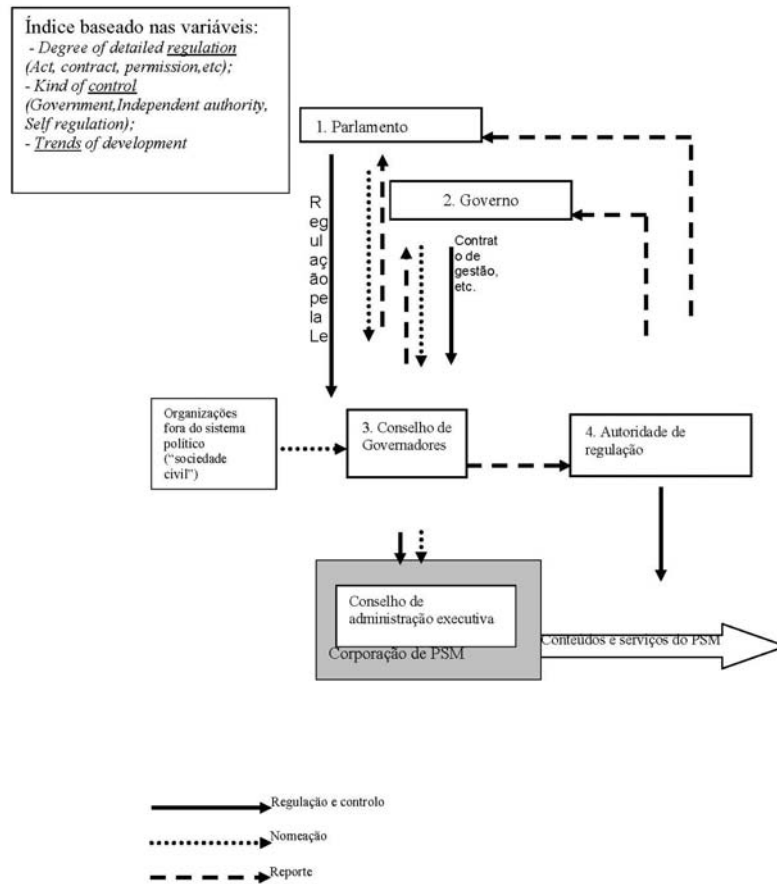 Índice baseado nas variáveis:
- Degree of detailed regulation
(Act, contract, permission,etc);
- Kind of control
(Government,Independent authority,
Self regulation);
- Trends of development
1. Parlamento
2. Governo
R
eg
ul
aç
ão
pe
la
Le
Contrat
o de
gestão,
etc.
Organizações
fora do sistema
político
(“sociedade
civil”)
3. Conselho de
Governadores
4. Autoridade de
regulação
Conselho de
administração executiva
Corporação de PSM
Conteúdos e serviços do PSM
Regulação e controlo
Nomeação
Reporte